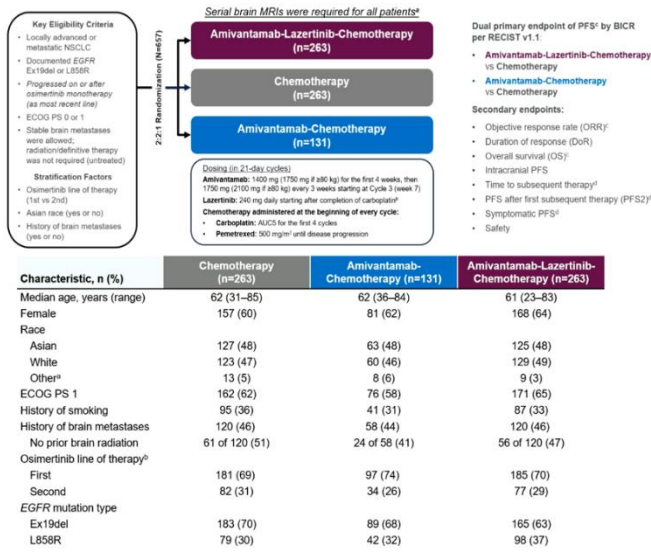 Key Eligibility Criteria
• Locally advanced or
metastatic NSCLC
• Documented EGFR
Ex19del or L858R
• Progressed on or after
osimertinib monotherapy
(as most recent line)
• ECOG PS 0 or 1
• Stable brain metastases
were allowed;
radiation/definitive therapy
was not required (untreated)
Stratification Factors
• Osimertinib line of therapy
(1st vs 2nd)
• Asian race (yes or no)
• History of brain metastases
(yes or no)
2:2:1 Randomization (N=657)
Serial brain MRIs were required for all patientsª
Amivantamab-Lazertinib-Chemotherapy
(n=263)
Chemotherapy
(n=263)
Amivantamab-Chemotherapy
(n=131)
Dosing (in 21-day cycles)
Amivantamab: 1400 mg (1750 mg if ≥80 kg) for the first 4 weeks, then
1750 mg (2100 mg if ≥80 kg) every 3 weeks starting at Cycle 3 (week 7)
Lazertinib: 240 mg daily starting after completion of carboplatinᵇ
Chemotherapy administered at the beginning of every cycle:
• Carboplatin: AUC5 for the first 4 cycles
• Pemetrexed: 500 mg/m² until disease progression
Dual primary endpoint of PFSᶜ by BICR
per RECIST v1.1:
• Amivantamab-Lazertinib-Chemotherapy
vs Chemotherapy
• Amivantamab-Chemotherapy
vs Chemotherapy
Secondary endpoints:
• Objective response rate (ORR)ᶜ
• Duration of response (DoR)
• Overall survival (OS)ᶜ
• Intracranial PFS
• Time to subsequent therapyᵈ
• PFS after first subsequent therapy (PFS2)ᵈ
• Symptomatic PFSᵈ
• Safety
Characteristic, n (%) Chemotherapy (n=263) Amivantamab-Chemotherapy (n=131) Amivantamab-Lazertinib-Chemotherapy (n=263)
Median age, years (range) 62 (31–85) 62 (36–84) 61 (23–83)
Female 157 (60) 81 (62) 168 (64)
Race
Asian 127 (48) 63 (48) 125 (48)
White 123 (47) 60 (46) 129 (49)
Otherª 13 (5) 8 (6) 9 (3)
ECOG PS 1 162 (62) 76 (58) 171 (65)
History of smoking 95 (36) 41 (31) 87 (33)
History of brain metastases 120 (46) 58 (44) 120 (46)
No prior brain radiation 61 of 120 (51) 24 of 58 (41) 56 of 120 (47)
Osimertinib line of therapyᵇ
First 181 (69) 97 (74) 185 (70)
Second 82 (31) 34 (26) 77 (29)
EGFR mutation type
Ex19del 183 (70) 89 (68) 165 (63)
L858R 79 (30) 42 (32) 98 (37)